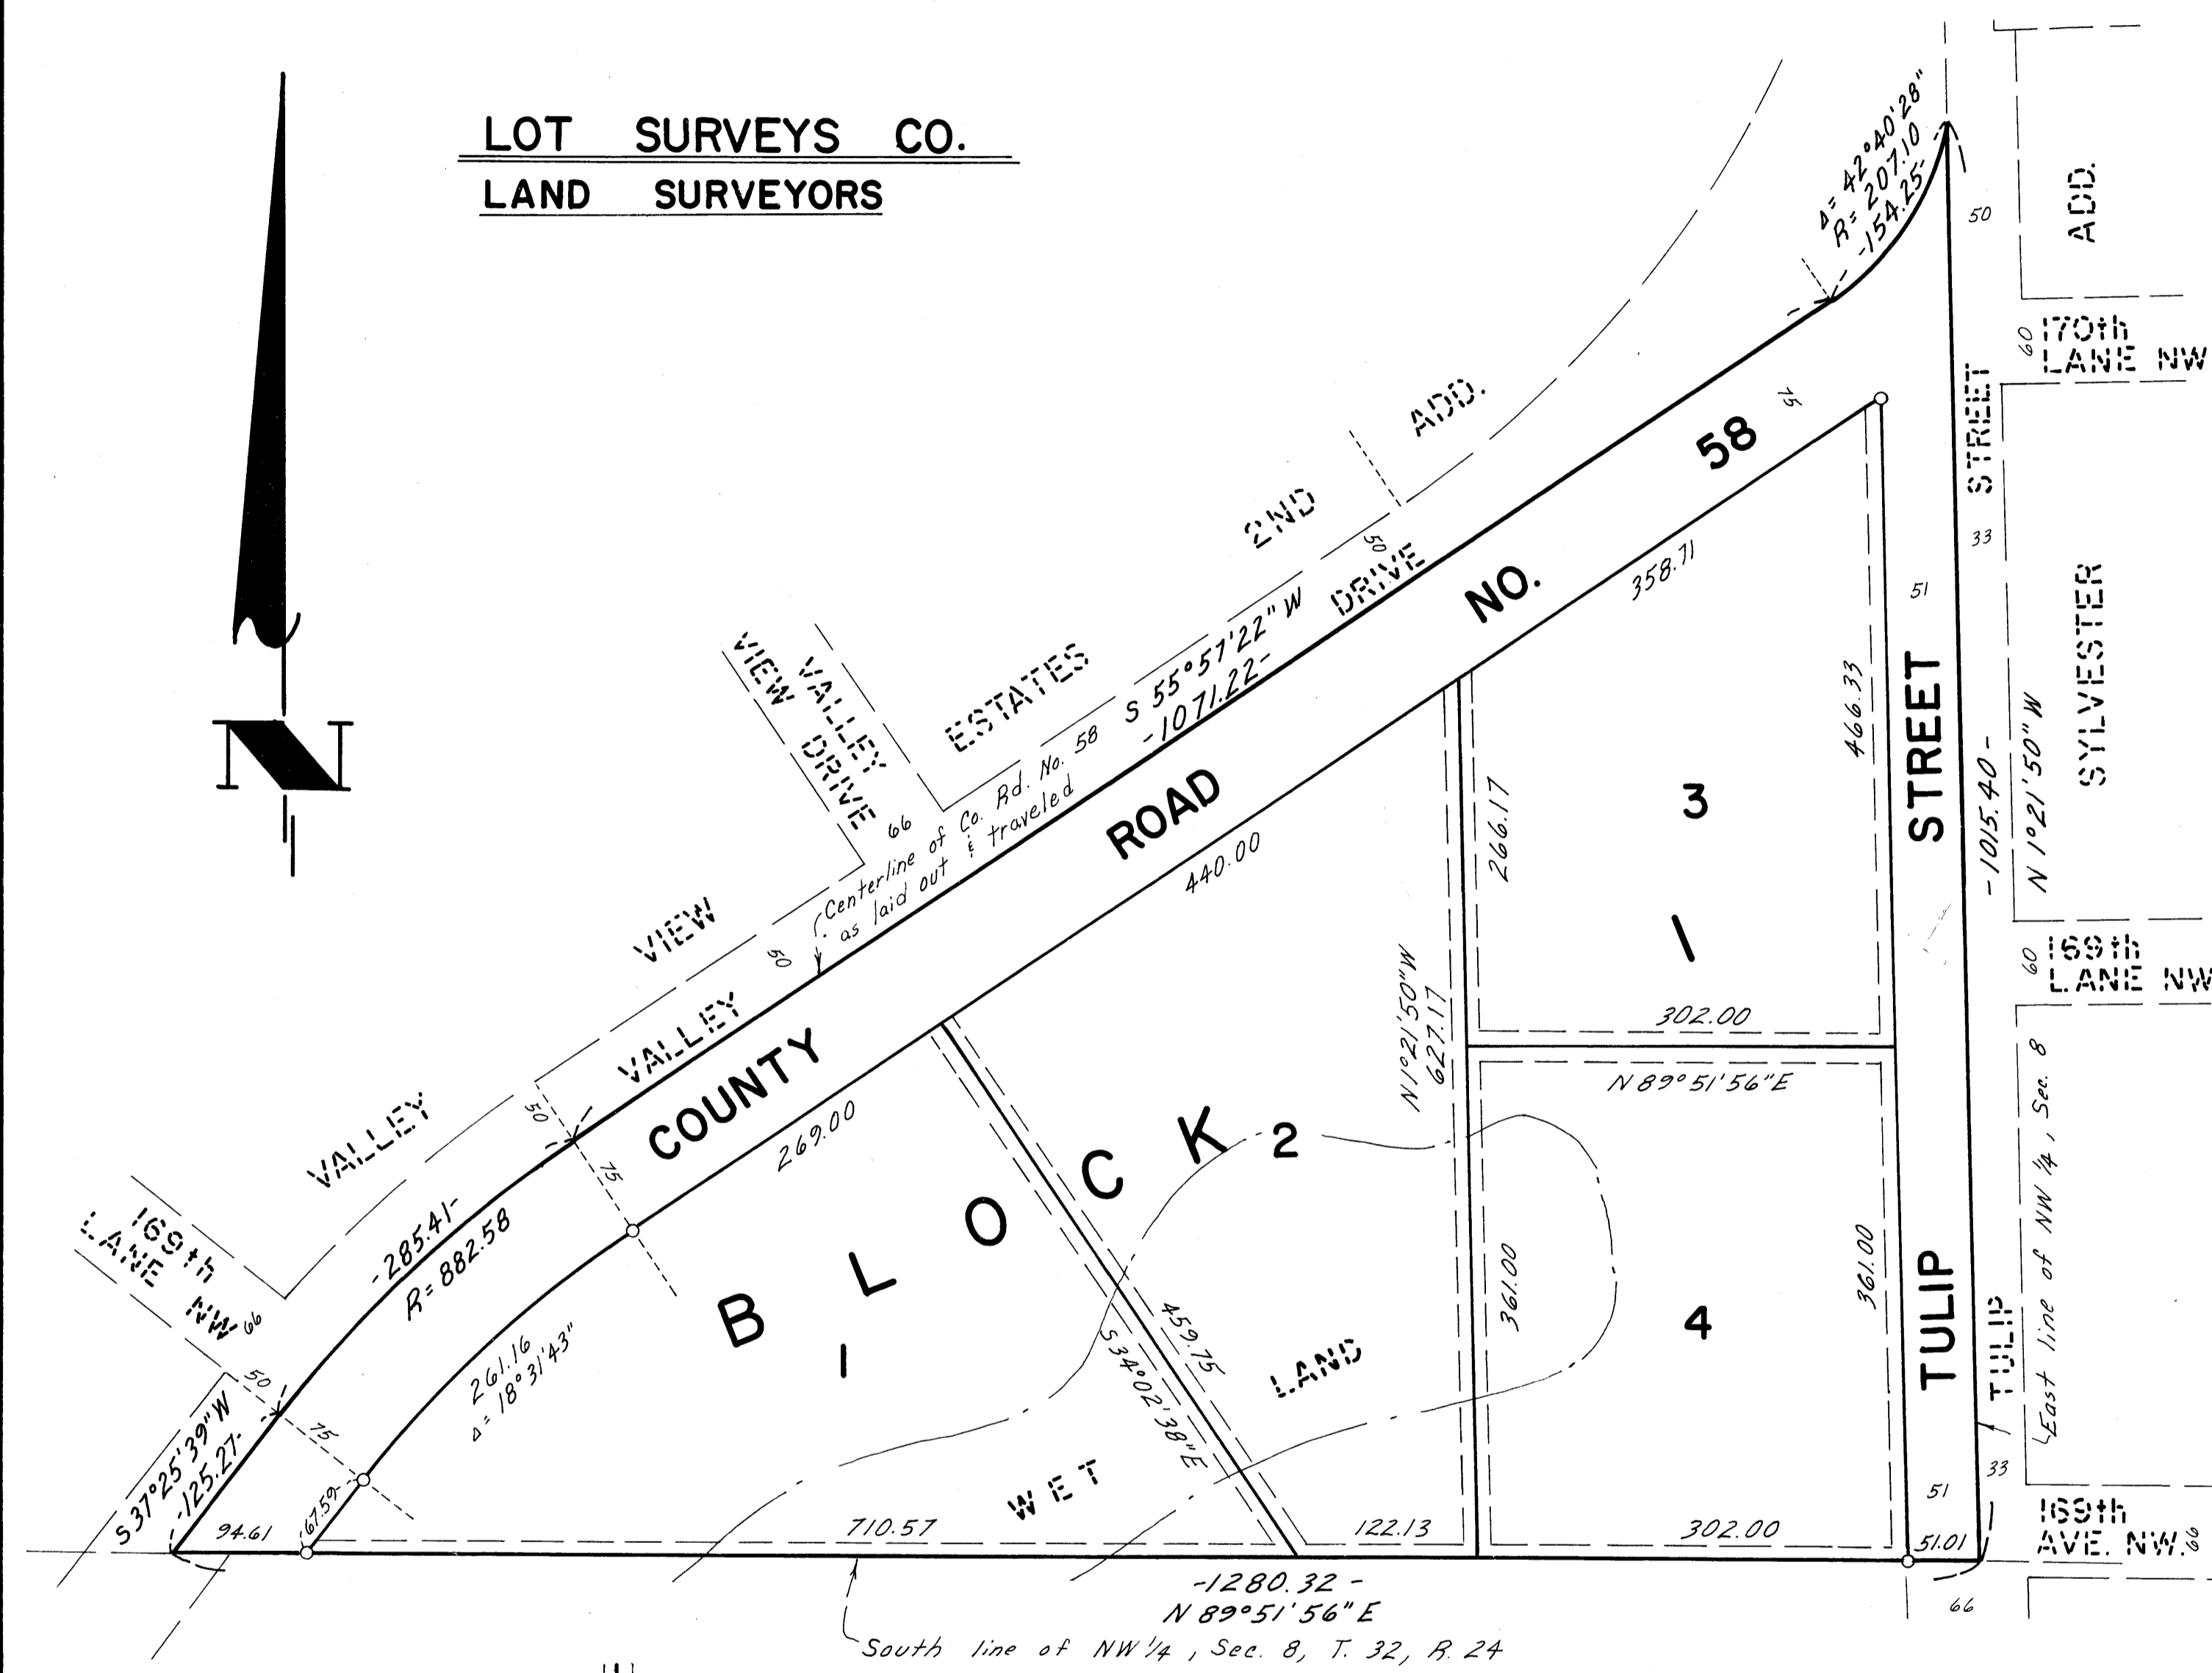 LOT SURVEYS CO.
LAND SURVEYORS
Δ= 42°40'28"
R= 207.10
-154.25-
50
ADD.
60
170th
LANE NW
STREET
33
SYLVESTER
N 1°21'50" W
-1015.40-
60
169th
LANE NW
East line of NW 1/4, Sec. 8
TULIP
33
169th
AVE. NW.
66
66
VALLEY VIEW ESTATES 2ND ADD.
50
VALLEY VIEW DRIVE
66
S 55°57'22" W
-1071.22-
VALLEY DRIVE
50
Centerline of Co. Rd. No. 58
as laid out & traveled
COUNTY ROAD NO. 58
75
50
75
358.71
440.00
269.00
169th
LANE NW
66
-285.41-
R= 882.58
261.16
Δ= 18°31'43"
50
75
S 37°25'39" W
-125.27-
94.61
67.59
BLOCK 1
1
710.57
S 34°02'38" E
459.75
2
WET LAND
122.13
N 1°21'50" W
627.17
266.17
3
466.33
302.00
N 89°51'56" E
361.00
4
361.00
302.00
51
TULIP STREET
51
51.01
-1280.32-
N 89°51'56" E
South line of NW 1/4, Sec. 8, T. 32, R. 24
N